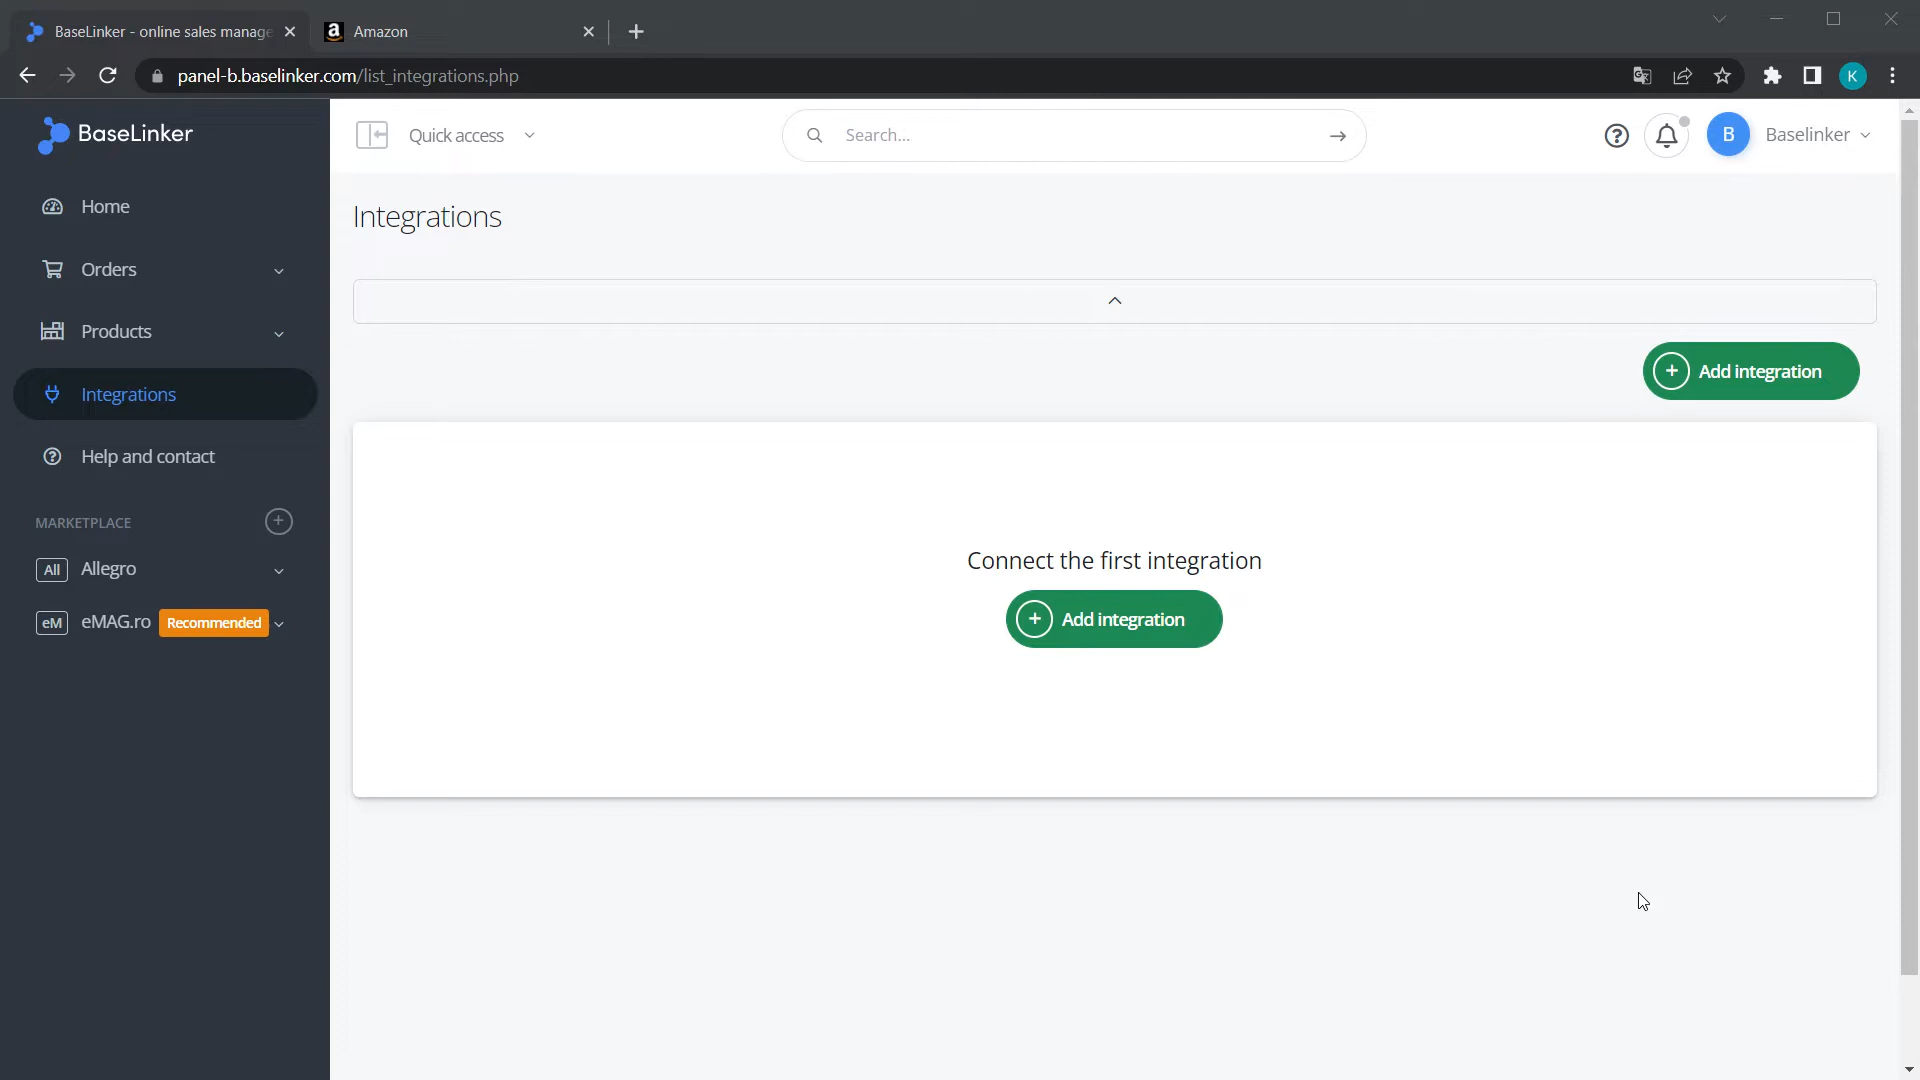 BaseLinker - online sales manage
Amazon
panel-b.baselinker.com/list_integrations.php
K
BaseLinker
Quick access
Search...
B
Baselinker
Home
Orders
Products
Integrations
Help and contact
MARKETPLACE
All Allegro
eM eMAG.ro Recommended
Integrations
Add integration
Connect the first integration
Add integration